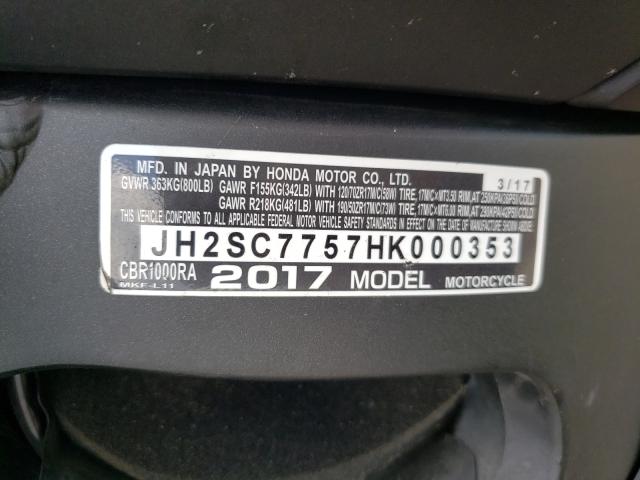 MFD. IN JAPAN BY HONDA MOTOR CO., LTD. 3/17
GVWR 363KG(800LB) GAWR F155KG(342LB) WITH 120/70ZR17M/C(58W) TIRE, 17M/C×MT3.50 RIM, AT 250KPA(36PSI) COLD
GAWR R218KG(481LB) WITH 190/50ZR17M/C(73W) TIRE, 17M/C×MT6.00 RIM, AT 290KPA(42PSI) COLD
THIS VEHICLE CONFORMS TO ALL APPLICABLE FEDERAL MOTOR VEHICLE SAFETY STANDARDS IN EFFECT ON THE DATE OF MANUFACTURE SHOWN ABOVE.
JH2SC7757HK000353
CBR1000RA 2017 MODEL MOTORCYCLE
MKF-L11